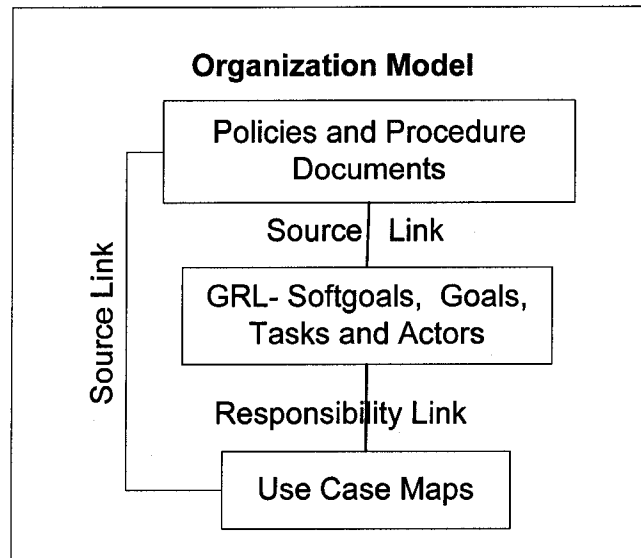 Organization Model
Policies and Procedure
Documents
Source Link
GRL- Softgoals, Goals,
Tasks and Actors
Source Link
Responsibility Link
Use Case Maps